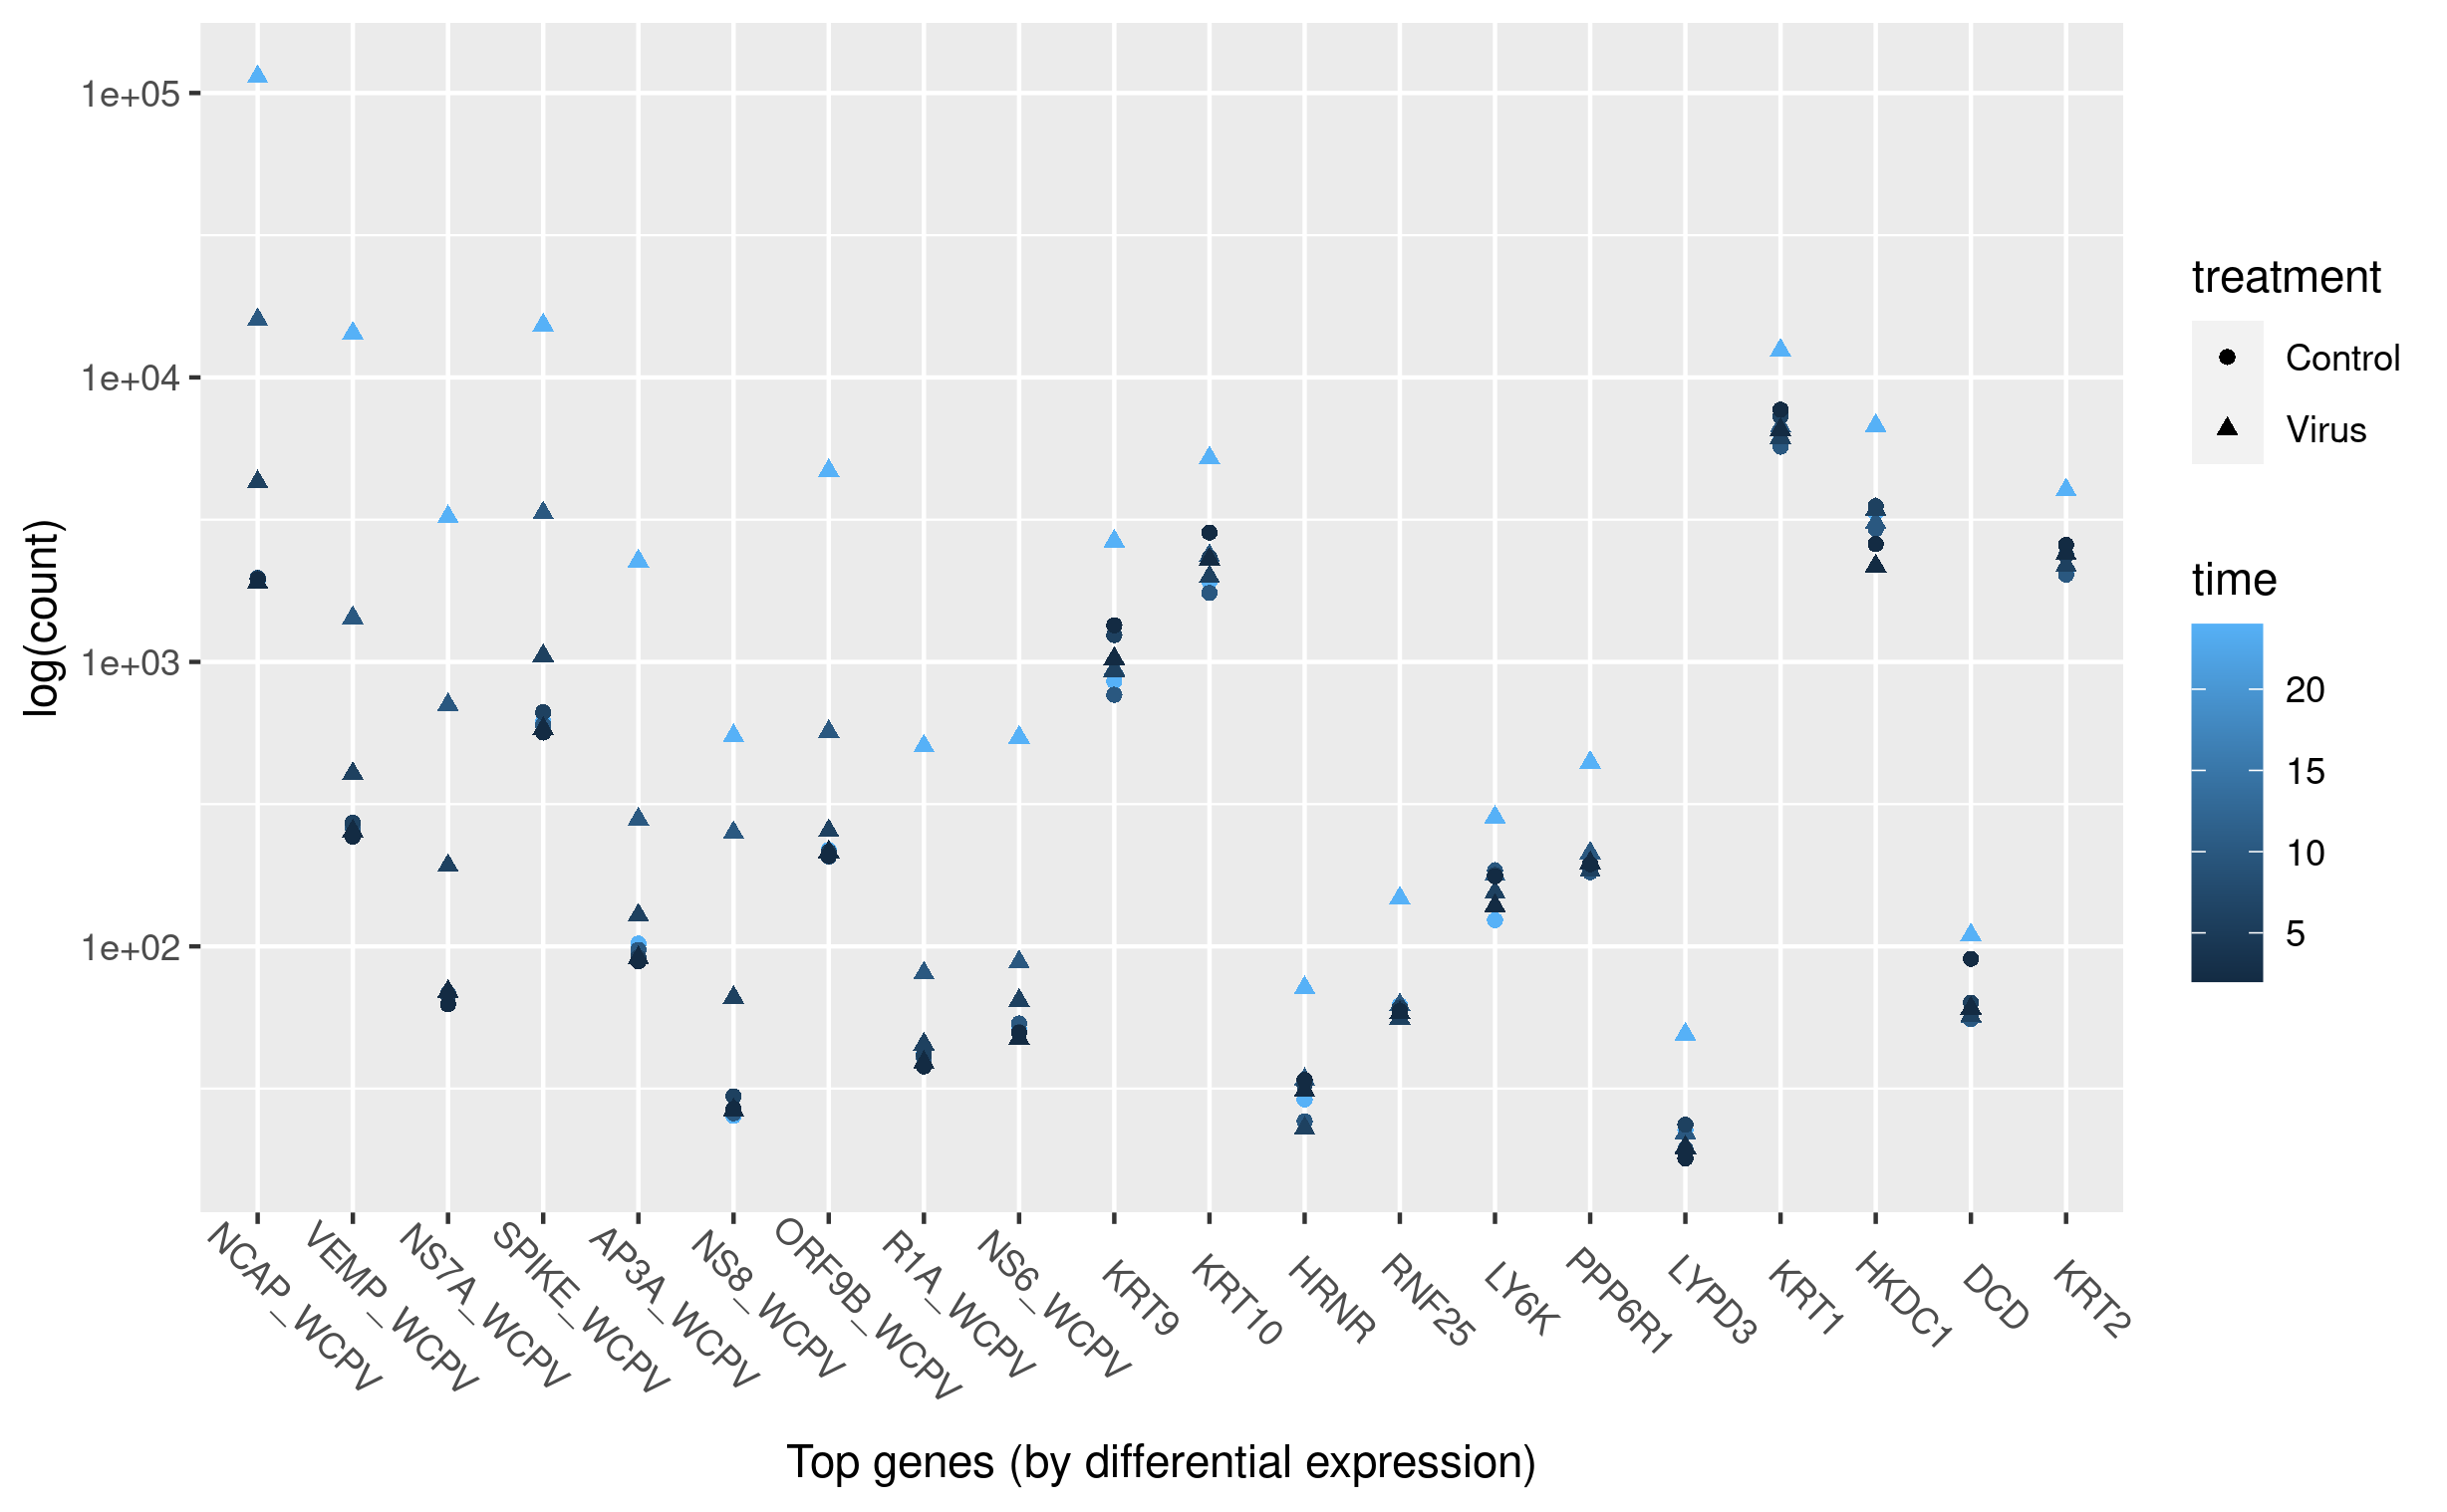 log(count)
1e+05
1e+04
1e+03
1e+02
NCAP_WCPV
VEMP_WCPV
NS7A_WCPV
SPIKE_WCPV
AP3A_WCPV
NS8_WCPV
ORF9B_WCPV
R1A_WCPV
NS6_WCPV
KRT9
KRT10
HRNR
RNF25
LY6K
PPP6R1
LYPD3
KRT1
HKDC1
DCD
KRT2
Top genes (by differential expression)
treatment
Control
Virus
time
20
15
10
5